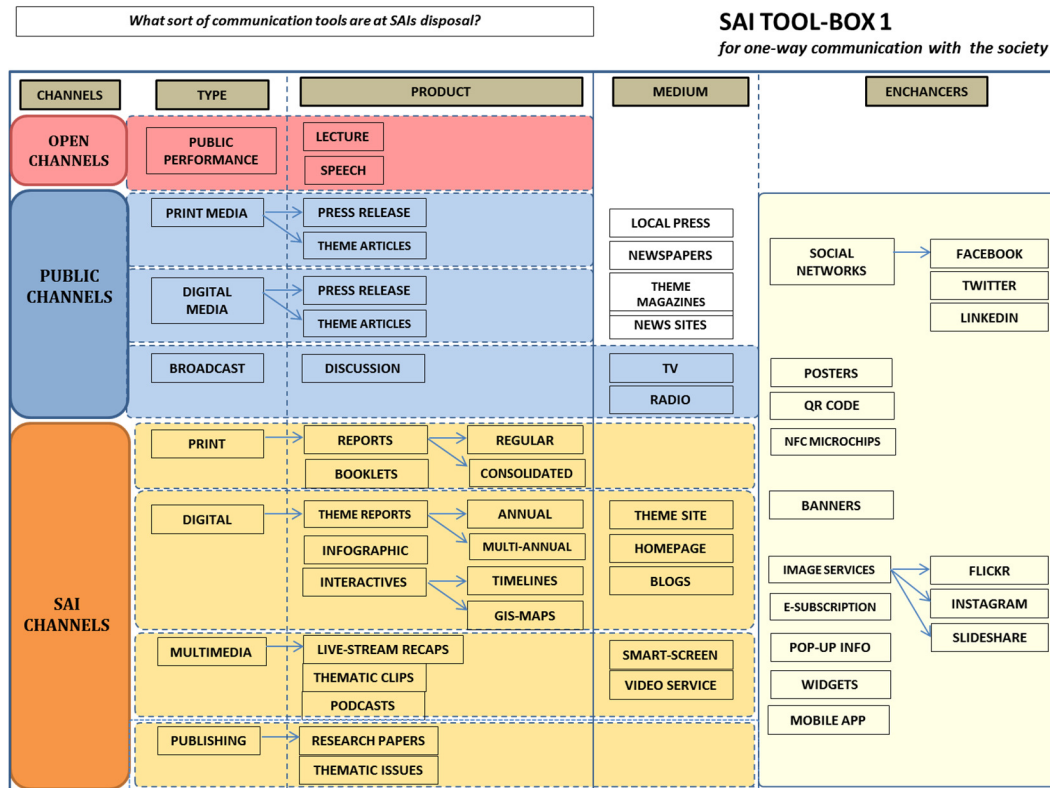 What sort of communication tools are at SAIs disposal?
SAI TOOL-BOX 1
for one-way communication with the society
CHANNELS
TYPE
PRODUCT
MEDIUM
ENCHANCERS
OPEN
CHANNELS
PUBLIC
PERFORMANCE
LECTURE
SPEECH
PUBLIC
CHANNELS
PRINT MEDIA
PRESS RELEASE
THEME ARTICLES
DIGITAL
MEDIA
PRESS RELEASE
THEME ARTICLES
BROADCAST
DISCUSSION
LOCAL PRESS
NEWSPAPERS
THEME
MAGAZINES
NEWS SITES
TV
RADIO
SAI
CHANNELS
PRINT
REPORTS
REGULAR
BOOKLETS
CONSOLIDATED
DIGITAL
THEME REPORTS
ANNUAL
MULTI-ANNUAL
INFOGRAPHIC
INTERACTIVES
TIMELINES
GIS-MAPS
THEME SITE
HOMEPAGE
BLOGS
MULTIMEDIA
LIVE-STREAM RECAPS
THEMATIC CLIPS
PODCASTS
SMART-SCREEN
VIDEO SERVICE
PUBLISHING
RESEARCH PAPERS
THEMATIC ISSUES
SOCIAL
NETWORKS
FACEBOOK
TWITTER
LINKEDIN
POSTERS
QR CODE
NFC MICROCHIPS
BANNERS
IMAGE SERVICES
FLICKR
INSTAGRAM
SLIDESHARE
E-SUBSCRIPTION
POP-UP INFO
WIDGETS
MOBILE APP